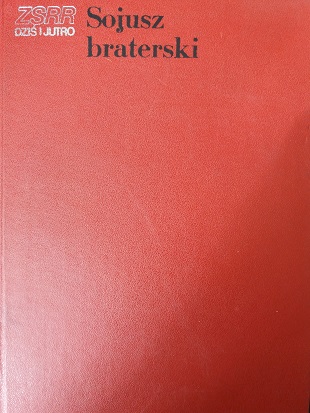 ZSRR
DZIŚ I JUTRO
Sojusz
braterski